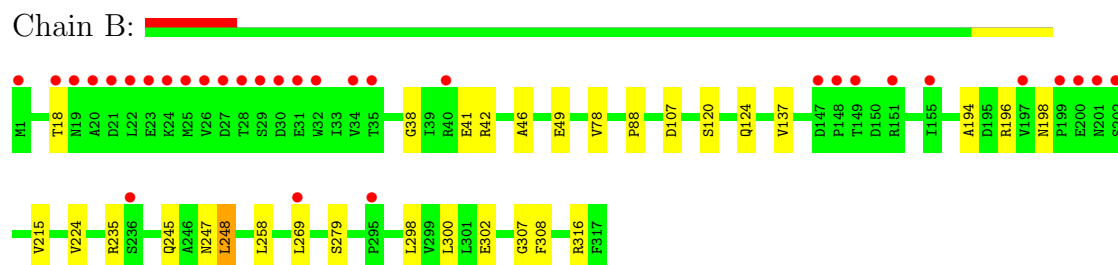 Chain B:
M1 T18 N19 A20 D21 L22 E23 K24 M25 V26 D27 T28 S29 D30 E31 W32 I33 V34 T35 G38 I39 R40 E41 R42 A46 E49 V78 P88 D107 S120 Q124 V137 D147 P148 T149 D150 R151 I155 A194 D195 R196 V197 N198 P199 E200 N201 S202
V215 V224 R235 S236 Q245 A246 N247 L248 L258 L269 S279 P295 L298 V299 L300 L301 E302 G307 F308 R316 F317